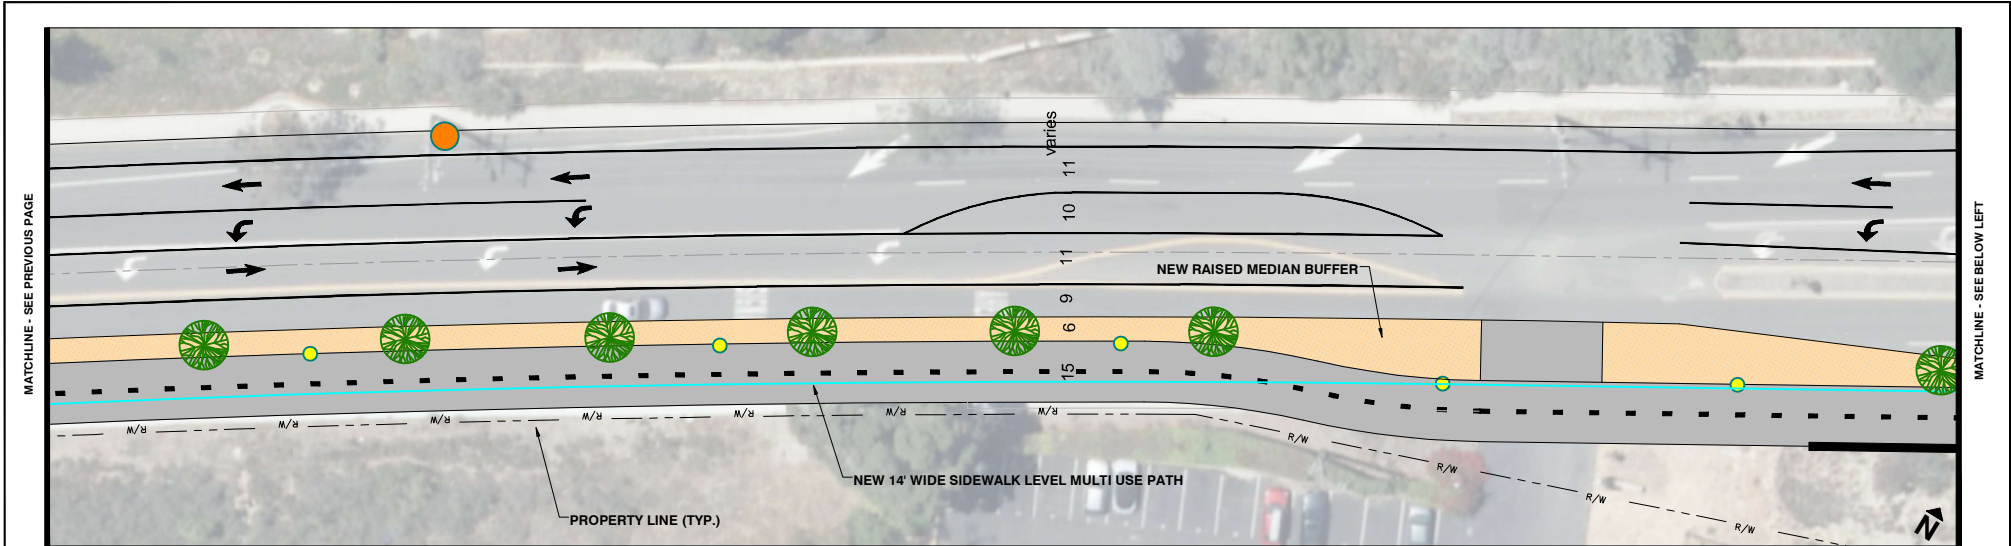 MATCHLINE - SEE PREVIOUS PAGE
varies
11
10
11
9
6
15
NEW RAISED MEDIAN BUFFER
R/W
R/W
R/W
R/W
R/W
R/W
R/W
R/W
R/W
R/W
R/W
NEW 14' WIDE SIDEWALK LEVEL MULTI USE PATH
PROPERTY LINE (TYP.)
N
MATCHLINE - SEE BELOW LEFT